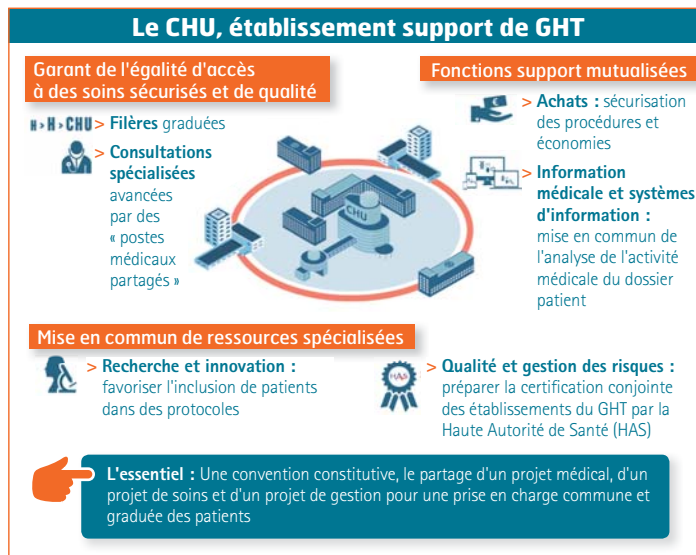 Le CHU, établissement support de GHT
Garant de l'égalité d'accès
à des soins sécurisés et de qualité
H>H>CHU > Filères graduées
> Consultations
spécialisées
avancées
par des
« postes
médicaux
partagés »
CHU
Fonctions support mutualisées
> Achats : sécurisation
des procédures et
économies
> Information
médicale et systèmes
d'information :
mise en commun de
l'analyse de l'activité
médicale du dossier
patient
Mise en commun de ressources spécialisées
> Recherche et innovation :
favoriser l'inclusion de patients
dans des protocoles
HAS
> Qualité et gestion des risques :
préparer la certification conjointe
des établissements du GHT par la
Haute Autorité de Santé (HAS)
L'essentiel : Une convention constitutive, le partage d'un projet médical, d'un
projet de soins et d'un projet de gestion pour une prise en charge commune et
graduée des patients